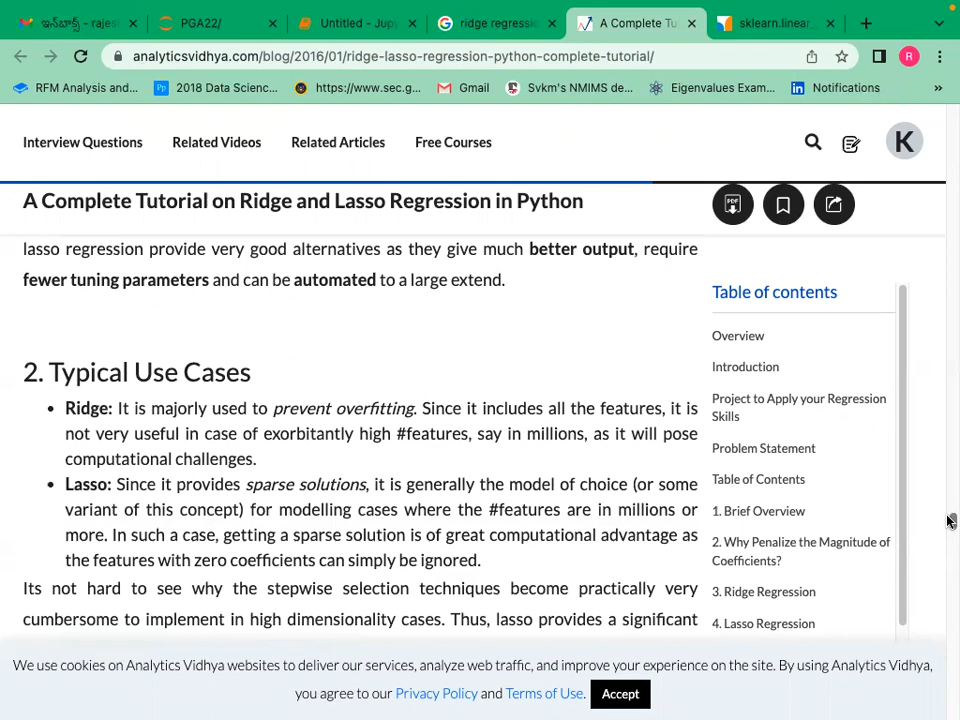 ఇన్‌బాక్స్ - rajes
PGA22/
Untitled - Jupy
ridge regressio
A Complete Tu
sklearn.linear_
analyticsvidhya.com/blog/2016/01/ridge-lasso-regression-python-complete-tutorial/
R
RFM Analysis and...
2018 Data Scienc...
https://www.sec.g...
Gmail
Svkm's NMIMS de...
Eigenvalues Exam...
Notifications
»
Interview Questions
Related Videos
Related Articles
Free Courses
K
A Complete Tutorial on Ridge and Lasso Regression in Python
PDF
lasso regression provide very good alternatives as they give much better output, require
fewer tuning parameters and can be automated to a large extend.
2. Typical Use Cases
• Ridge: It is majorly used to prevent overfitting. Since it includes all the features, it is
not very useful in case of exorbitantly high #features, say in millions, as it will pose
computational challenges.
• Lasso: Since it provides sparse solutions, it is generally the model of choice (or some
variant of this concept) for modelling cases where the #features are in millions or
more. In such a case, getting a sparse solution is of great computational advantage as
the features with zero coefficients can simply be ignored.
Its not hard to see why the stepwise selection techniques become practically very
cumbersome to implement in high dimensionality cases. Thus, lasso provides a significant
Table of contents
Overview
Introduction
Project to Apply your Regression
Skills
Problem Statement
Table of Contents
1. Brief Overview
2. Why Penalize the Magnitude of
Coefficients?
3. Ridge Regression
4. Lasso Regression
We use cookies on Analytics Vidhya websites to deliver our services, analyze web traffic, and improve your experience on the site. By using Analytics Vidhya,
you agree to our Privacy Policy and Terms of Use. Accept